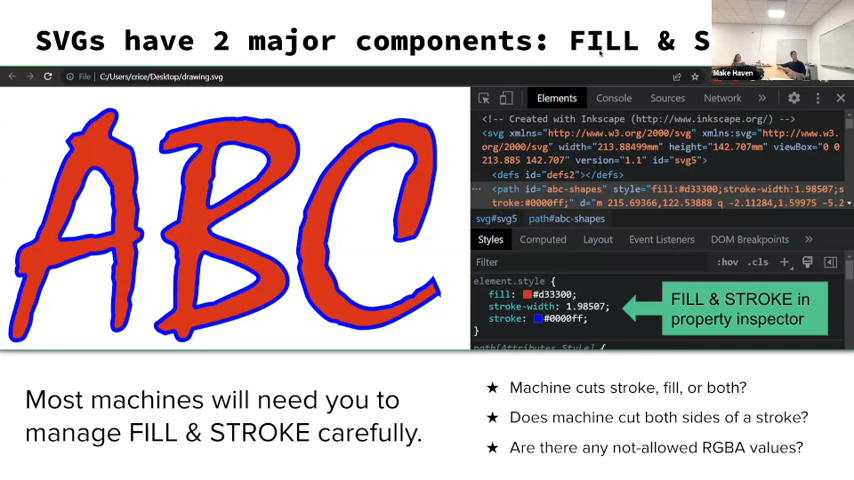 SVGs have 2 major components: FILL & S
Make Haven
File | C:/Users/crice/Desktop/drawing.svg
ABC
Elements Console Sources Network
<!-- Created with Inkscape (http://www.inkscape.org/) -->
<svg xmlns="http://www.w3.org/2000/svg" xmlns:svg="http://www.w3.
org/2000/svg" width="213.88499mm" height="142.707mm" viewBox="0 0
213.885 142.707" version="1.1" id="svg5">
<defs id="defs2"></defs>
<path id="abc-shapes" style="fill:#d33300;stroke-width:1.98507;s
troke:#0000ff;" d="m 215.69366,122.53888 q -2.11284,1.59975 -5.2
svg#svg5 path#abc-shapes
Styles Computed Layout Event Listeners DOM Breakpoints
Filter :hov .cls
element.style {
fill: #d33300;
stroke-width: 1.98507;
stroke: #0000ff;
}
path[Attributes Style] {
FILL & STROKE in
property inspector
Most machines will need you to
manage FILL & STROKE carefully.
★ Machine cuts stroke, fill, or both?
★ Does machine cut both sides of a stroke?
★ Are there any not-allowed RGBA values?